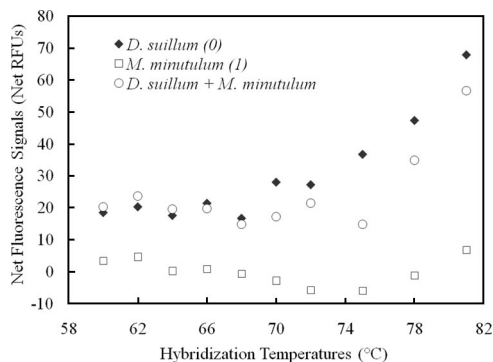 80
70
60
50
40
30
20
10
0
-10
Net Fluorescence Signals (Net RFUs)
D. suillum (0)
M. minutulum (1)
D. suillum + M. minutulum
58 62 66 70 74 78 82
Hybridization Temperatures (°C)